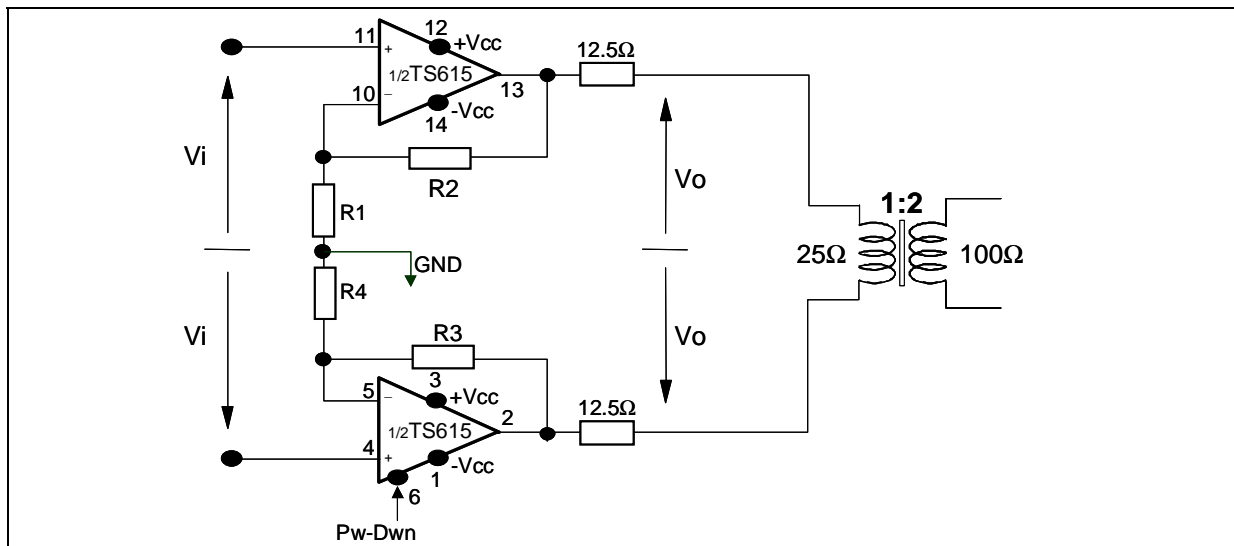 12
11
+
+Vcc
1/2TS615
13
12.5Ω
10
–
-Vcc
14
Vi
R2
Vo
R1
1:2
GND
25Ω
100Ω
R4
Vi
R3
Vo
3
5
–
+Vcc
2
12.5Ω
1/2TS615
4
+
-Vcc
1
6
Pw-Dwn